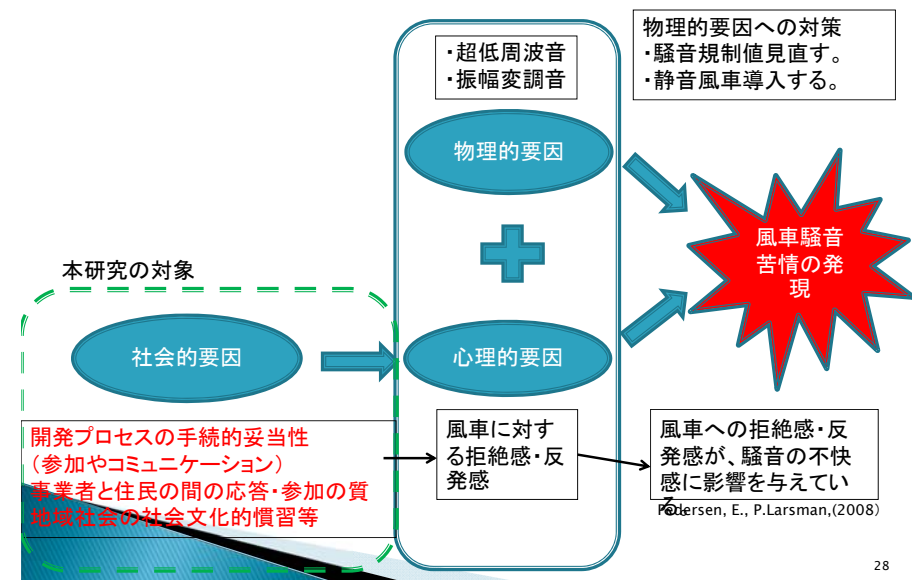 ・超低周波音
・振幅変調音
物理的要因への対策
・騒音規制値見直す。
・静音風車導入する。
物理的要因
風車騒音
苦情の発
現
本研究の対象
社会的要因
心理的要因
開発プロセスの手続的妥当性
(参加やコミュニケーション)
事業者と住民の間の応答・参加の質
地域社会の社会文化的慣習等
風車に対す
る拒絶感・反
発感
風車への拒絶感・反
発感が、騒音の不快
感に影響を与えてい
る。
Pedersen, E., P.Larsman,(2008)
28